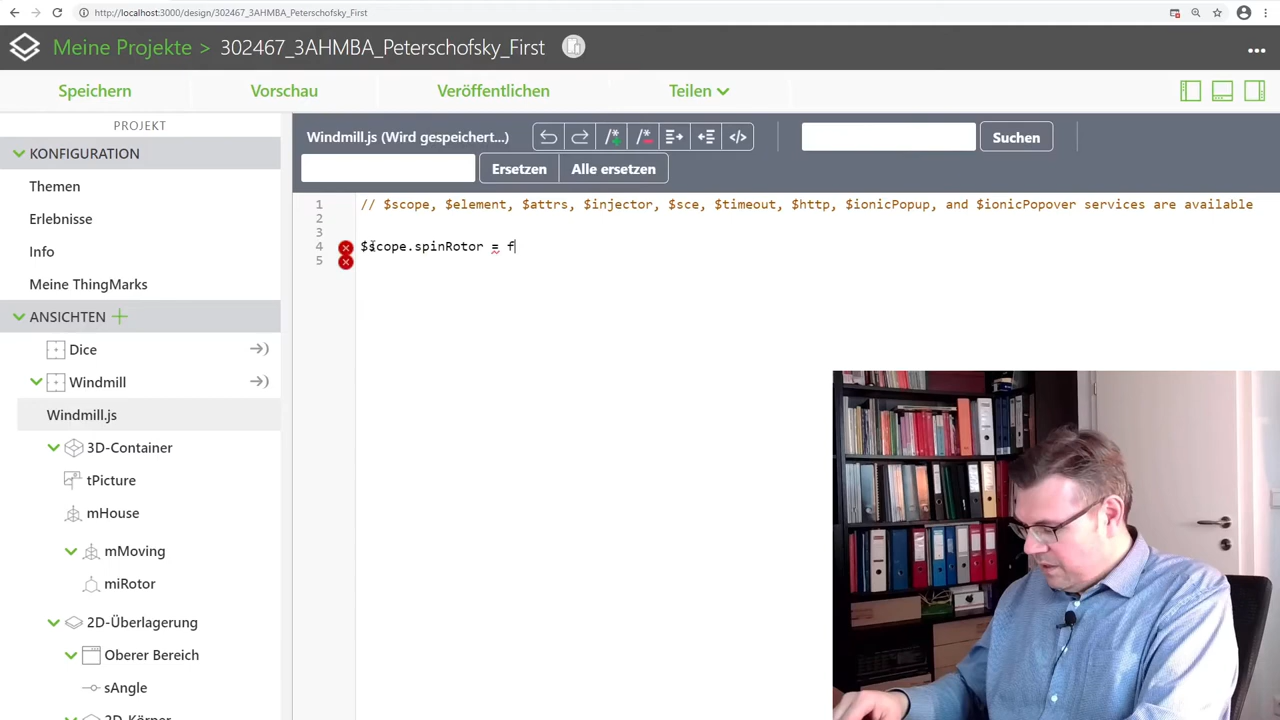 http://localhost:3000/design/302467_3AHMBA_Peterschofsky_First
Meine Projekte > 302467_3AHMBA_Peterschofsky_First
Speichern
Vorschau
Veröffentlichen
Teilen
PROJEKT
KONFIGURATION
Themen
Erlebnisse
Info
Meine ThingMarks
ANSICHTEN
Dice
Windmill
Windmill.js
3D-Container
tPicture
mHouse
mMoving
miRotor
2D-Überlagerung
Oberer Bereich
sAngle
2D-Körper
Windmill.js (Wird gespeichert...)
Suchen
Ersetzen
Alle ersetzen
1 // $scope, $element, $attrs, $injector, $sce, $timeout, $http, $ionicPopup, and $ionicPopover services are available
2
3
4 $scope.spinRotor = f
5